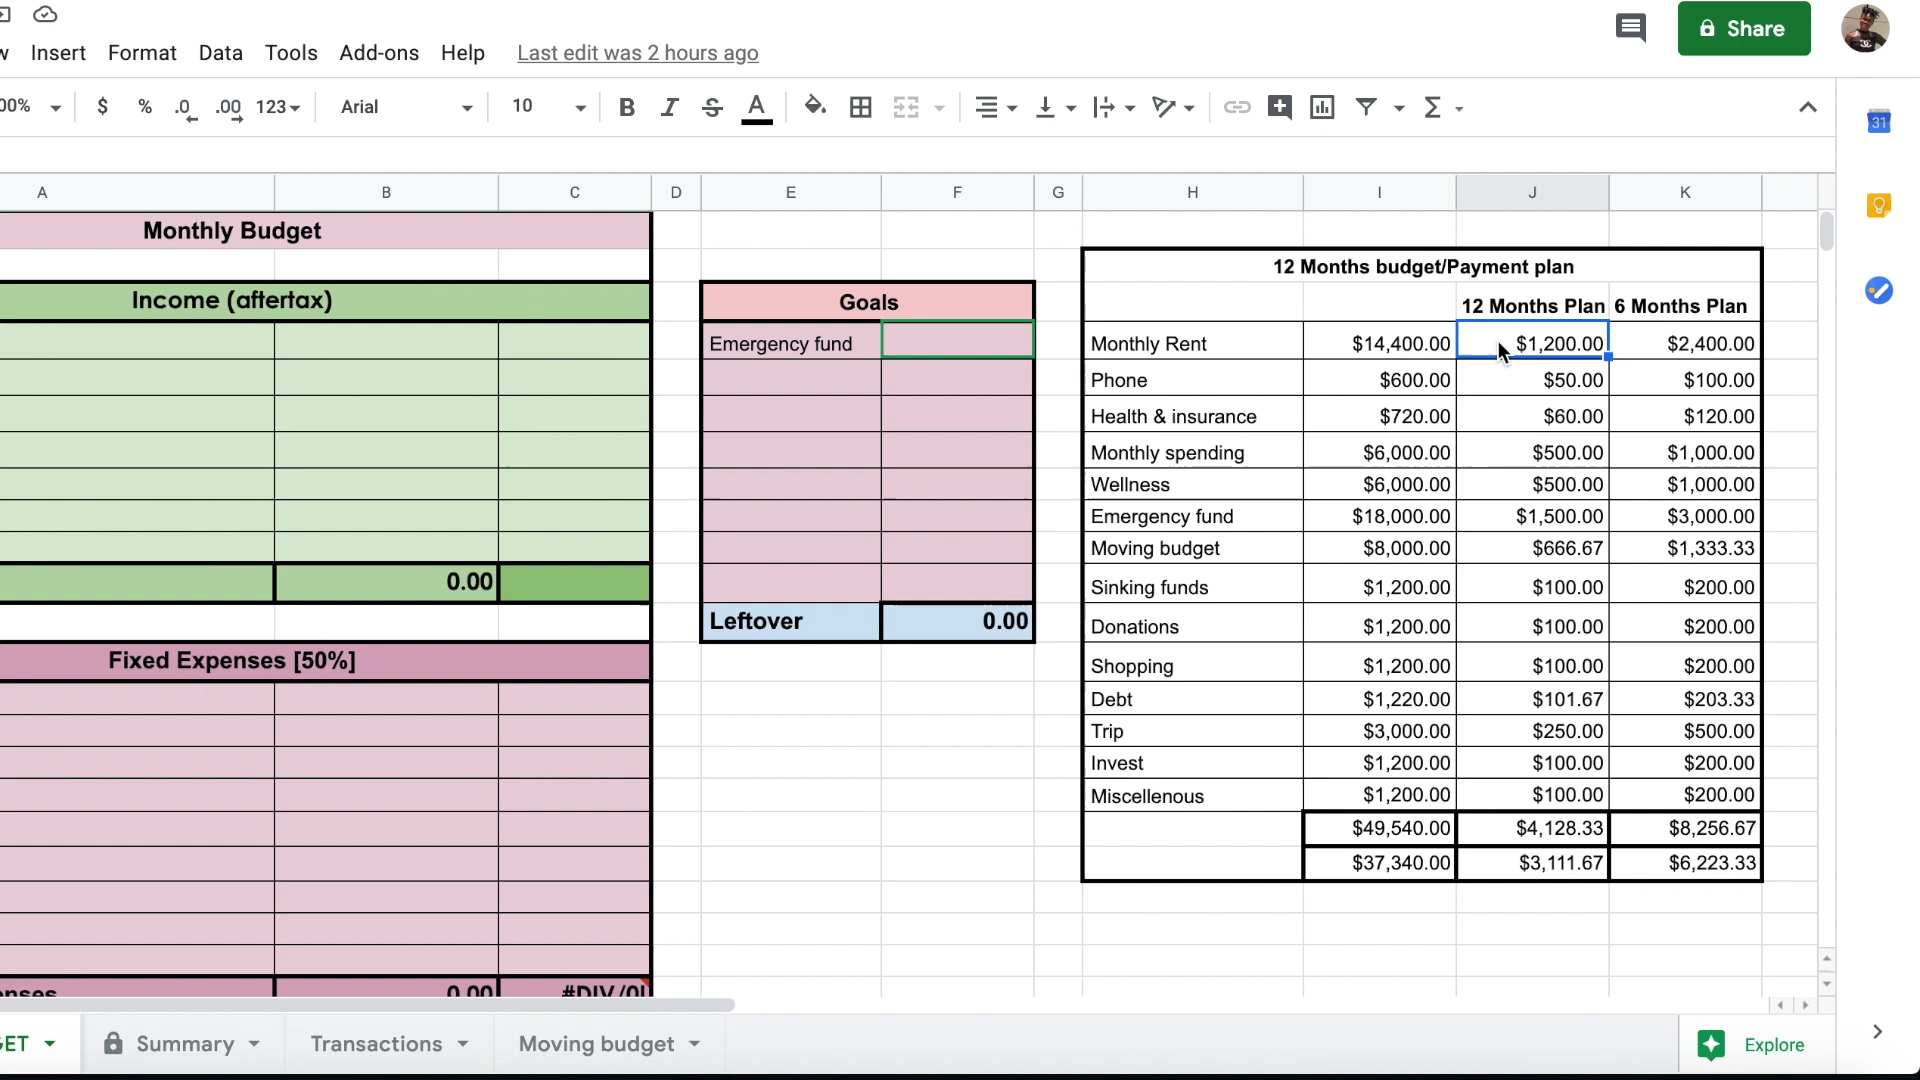 w Insert Format Data Tools Add-ons Help Last edit was 2 hours ago Share
00% $ % .0 .00 123 Arial 10 B I S A Σ
31
A B C D E F G H I J K
Monthly Budget
12 Months budget/Payment plan
Income (aftertax) Goals 12 Months Plan 6 Months Plan
Emergency fund Monthly Rent $14,400.00 $1,200.00 $2,400.00
Phone $600.00 $50.00 $100.00
Health & insurance $720.00 $60.00 $120.00
Monthly spending $6,000.00 $500.00 $1,000.00
Wellness $6,000.00 $500.00 $1,000.00
Emergency fund $18,000.00 $1,500.00 $3,000.00
Moving budget $8,000.00 $666.67 $1,333.33
0.00 Sinking funds $1,200.00 $100.00 $200.00
Leftover 0.00 Donations $1,200.00 $100.00 $200.00
Fixed Expenses [50%] Shopping $1,200.00 $100.00 $200.00
Debt $1,220.00 $101.67 $203.33
Trip $3,000.00 $250.00 $500.00
Invest $1,200.00 $100.00 $200.00
Miscellenous $1,200.00 $100.00 $200.00
$49,540.00 $4,128.33 $8,256.67
$37,340.00 $3,111.67 $6,223.33
enses 0.00 #DIV/0!
GET Summary Transactions Moving budget Explore